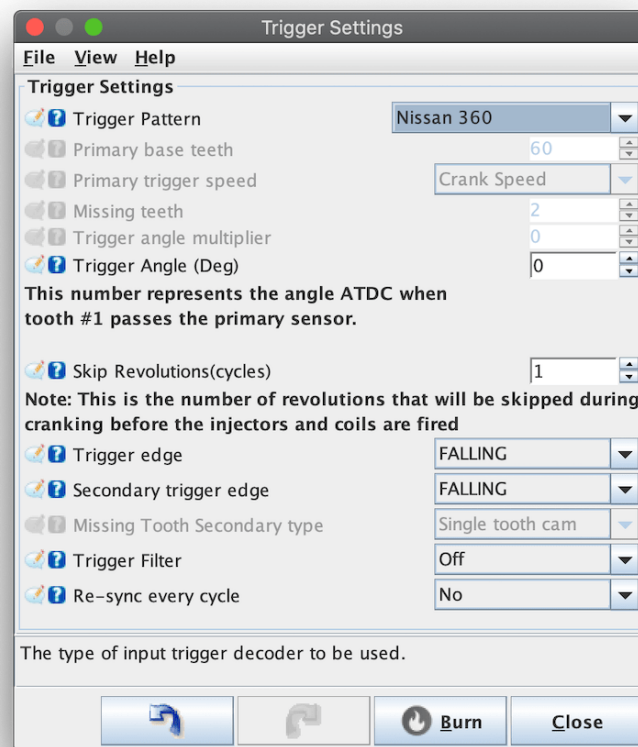 Trigger Settings
File View Help
Trigger Settings
Trigger Pattern Nissan 360
Primary base teeth 60
Primary trigger speed Crank Speed
Missing teeth 2
Trigger angle multiplier 0
Trigger Angle (Deg) 0
This number represents the angle ATDC when
tooth #1 passes the primary sensor.
Skip Revolutions(cycles) 1
Note: This is the number of revolutions that will be skipped during
cranking before the injectors and coils are fired
Trigger edge FALLING
Secondary trigger edge FALLING
Missing Tooth Secondary type Single tooth cam
Trigger Filter Off
Re-sync every cycle No
The type of input trigger decoder to be used.
Burn Close